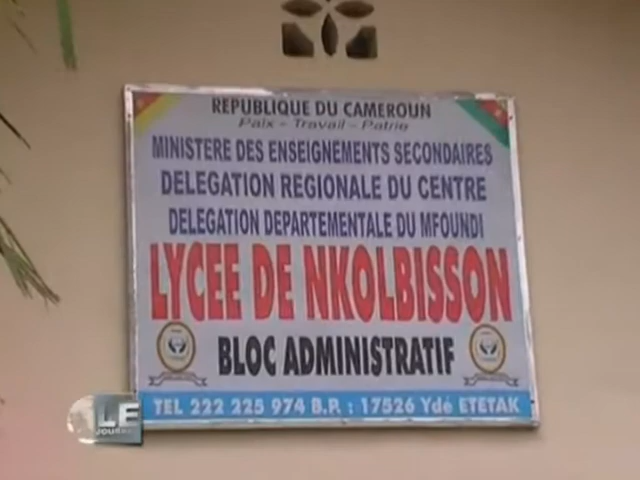 REPUBLIQUE DU CAMEROUN
Paix - Travail - Patrie
MINISTERE DES ENSEIGNEMENTS SECONDAIRES
DELEGATION REGIONALE DU CENTRE
DELEGATION DEPARTEMENTALE DU MFOUNDI
LYCEE DE NKOLBISSON
BLOC ADMINISTRATIF
TEL 222 225 974 B.P. : 17526 Ydé ETETAK
LE